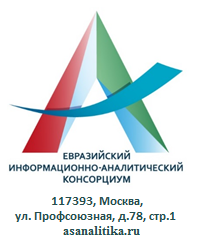 ЕВРАЗИЙСКИЙ
ИНФОРМАЦИОННО-АНАЛИТИЧЕСКИЙ
КОНСОРЦИУМ
117393, Москва,
ул. Профсоюзная, д.78, стр.1
asanalitika.ru